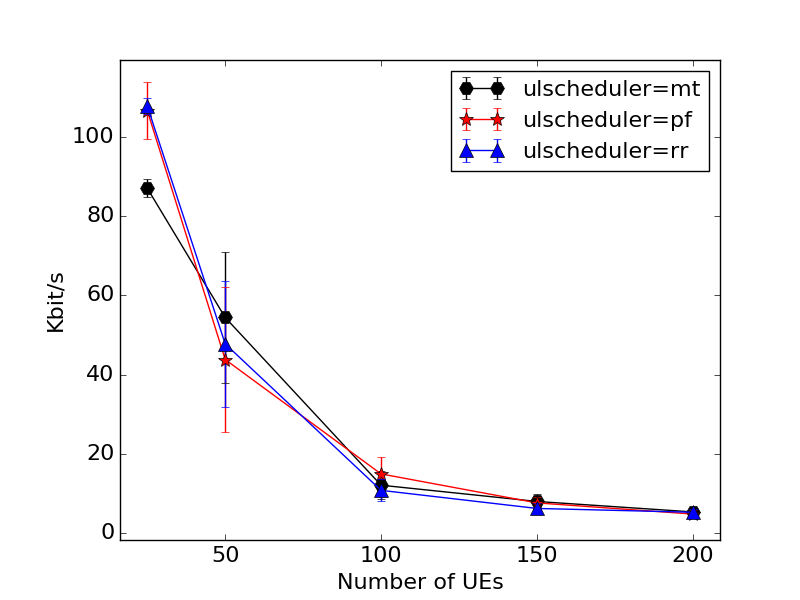 ulscheduler=mt
ulscheduler=pf
ulscheduler=rr
100
80
60
40
20
0
Kbit/s
50 100 150 200
Number of UEs